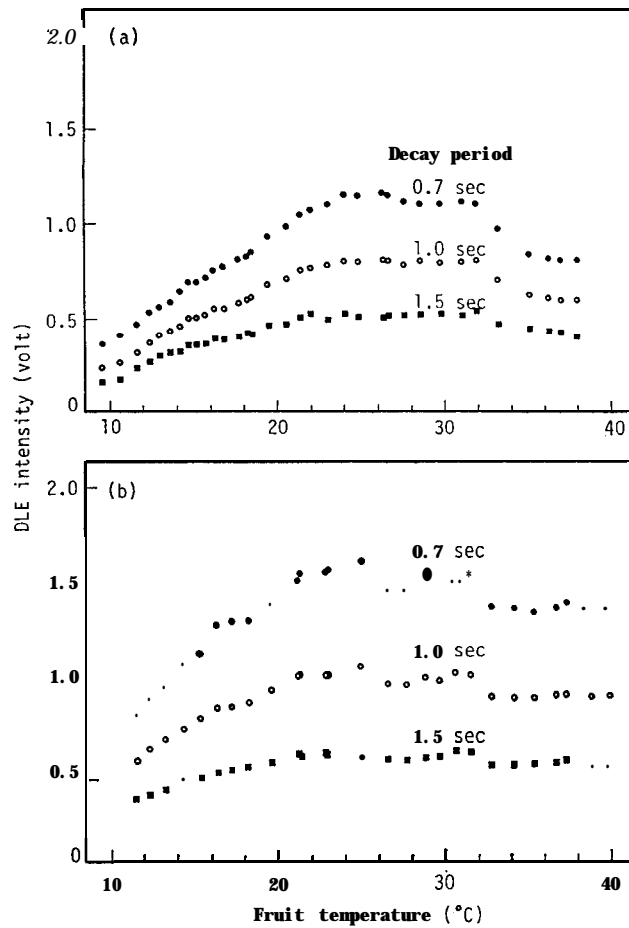 2.0 (a)
1.5
Decay period
0.7 sec
1.0
1.0 sec
1.5 sec
0.5
0
10 20 30 40
DLE intensity (volt)
2.0 (b)
0.7 sec
1.5
1.0 sec
1.0
1.5 sec
0.5
0
10 20 30 40
Fruit temperature (°C)